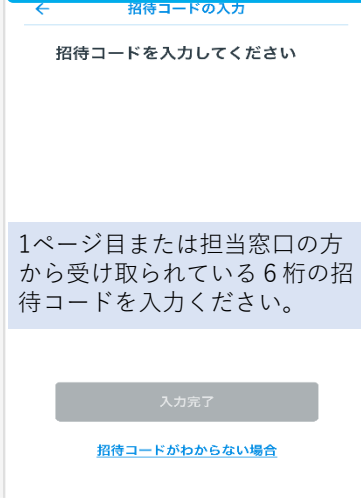 ← 招待コードの入力
招待コードを入力してください
1ページ目または担当窓口の方
から受け取られている６桁の招
待コードを入力ください。
入力完了
招待コードがわからない場合